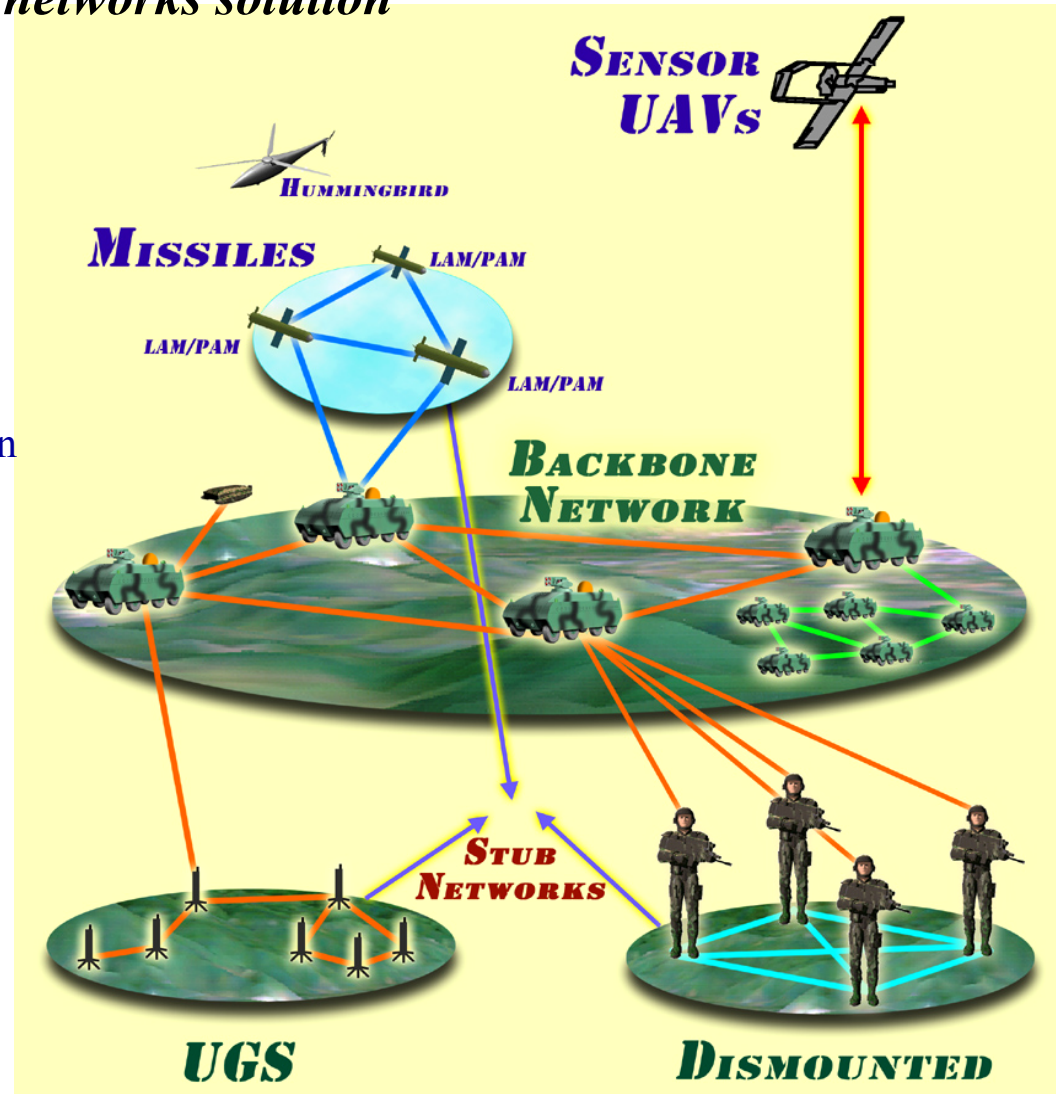 networks solution
SENSOR
UAVS
HUMMINGBIRD
MISSILES
LAM/PAM
LAM/PAM
LAM/PAM
n
BACKBONE
NETWORK
STUB
NETWORKS
UGS
DISMOUNTED